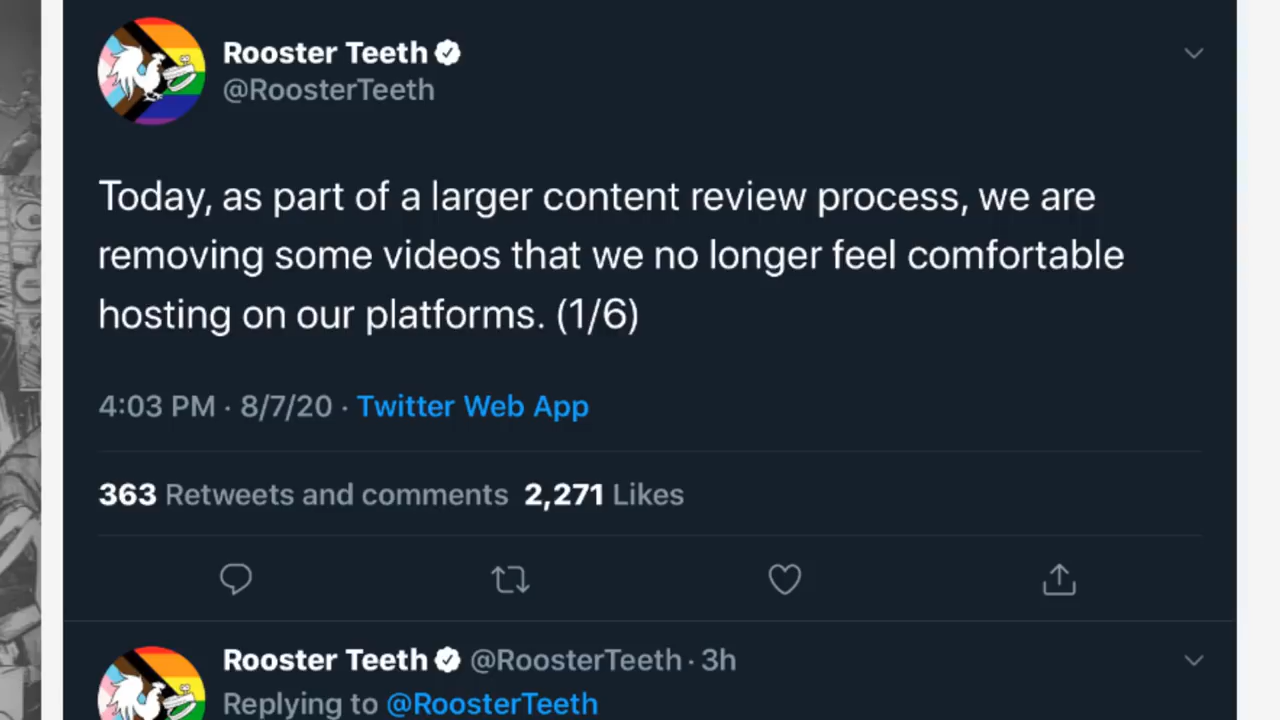 Rooster Teeth
@RoosterTeeth
Today, as part of a larger content review process, we are
removing some videos that we no longer feel comfortable
hosting on our platforms. (1/6)
4:03 PM · 8/7/20 · Twitter Web App
363 Retweets and comments 2,271 Likes
Rooster Teeth @RoosterTeeth · 3h
Replying to @RoosterTeeth